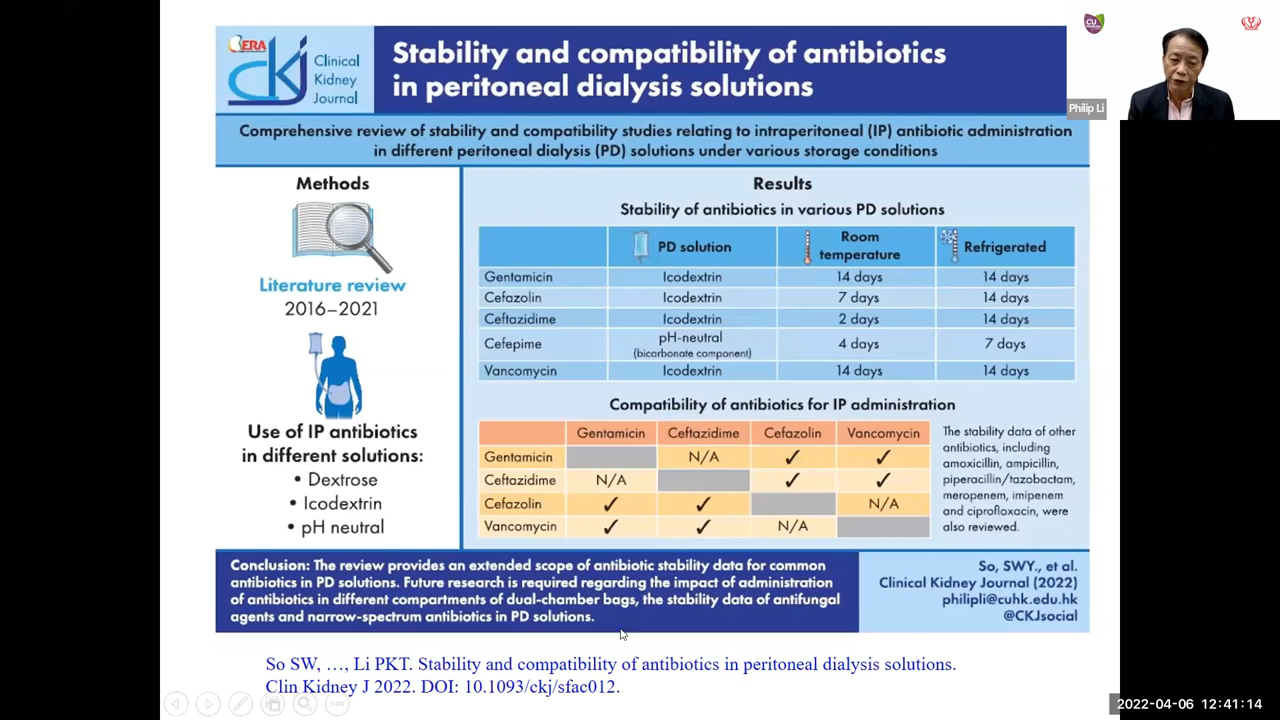 ERA
ckj
Clinical
Kidney
Journal
Stability and compatibility of antibiotics
in peritoneal dialysis solutions
CU
Philip Li
Comprehensive review of stability and compatibility studies relating to intraperitoneal (IP) antibiotic administration
in different peritoneal dialysis (PD) solutions under various storage conditions
Methods
Literature review
2016–2021
Use of IP antibiotics
in different solutions:
• Dextrose
• Icodextrin
• pH neutral
Results
Stability of antibiotics in various PD solutions
PD solution Room temperature Refrigerated
Gentamicin Icodextrin 14 days 14 days
Cefazolin Icodextrin 7 days 14 days
Ceftazidime Icodextrin 2 days 14 days
Cefepime pH-neutral (bicarbonate component) 4 days 7 days
Vancomycin Icodextrin 14 days 14 days
Compatibility of antibiotics for IP administration
Gentamicin Ceftazidime Cefazolin Vancomycin
Gentamicin N/A ✓ ✓
Ceftazidime N/A ✓ ✓
Cefazolin ✓ ✓ N/A
Vancomycin ✓ ✓ N/A
The stability data of other
antibiotics, including
amoxicillin, ampicillin,
piperacillin/tazobactam,
meropenem, imipenem
and ciprofloxacin, were
also reviewed.
Conclusion: The review provides an extended scope of antibiotic stability data for common
antibiotics in PD solutions. Future research is required regarding the impact of administration
of antibiotics in different compartments of dual-chamber bags, the stability data of antifungal
agents and narrow-spectrum antibiotics in PD solutions.
So, SWY., et al.
Clinical Kidney Journal (2022)
philipli@cuhk.edu.hk
@CKJsocial
So SW, …, Li PKT. Stability and compatibility of antibiotics in peritoneal dialysis solutions.
Clin Kidney J 2022. DOI: 10.1093/ckj/sfac012.
2022-04-06 12:41:14